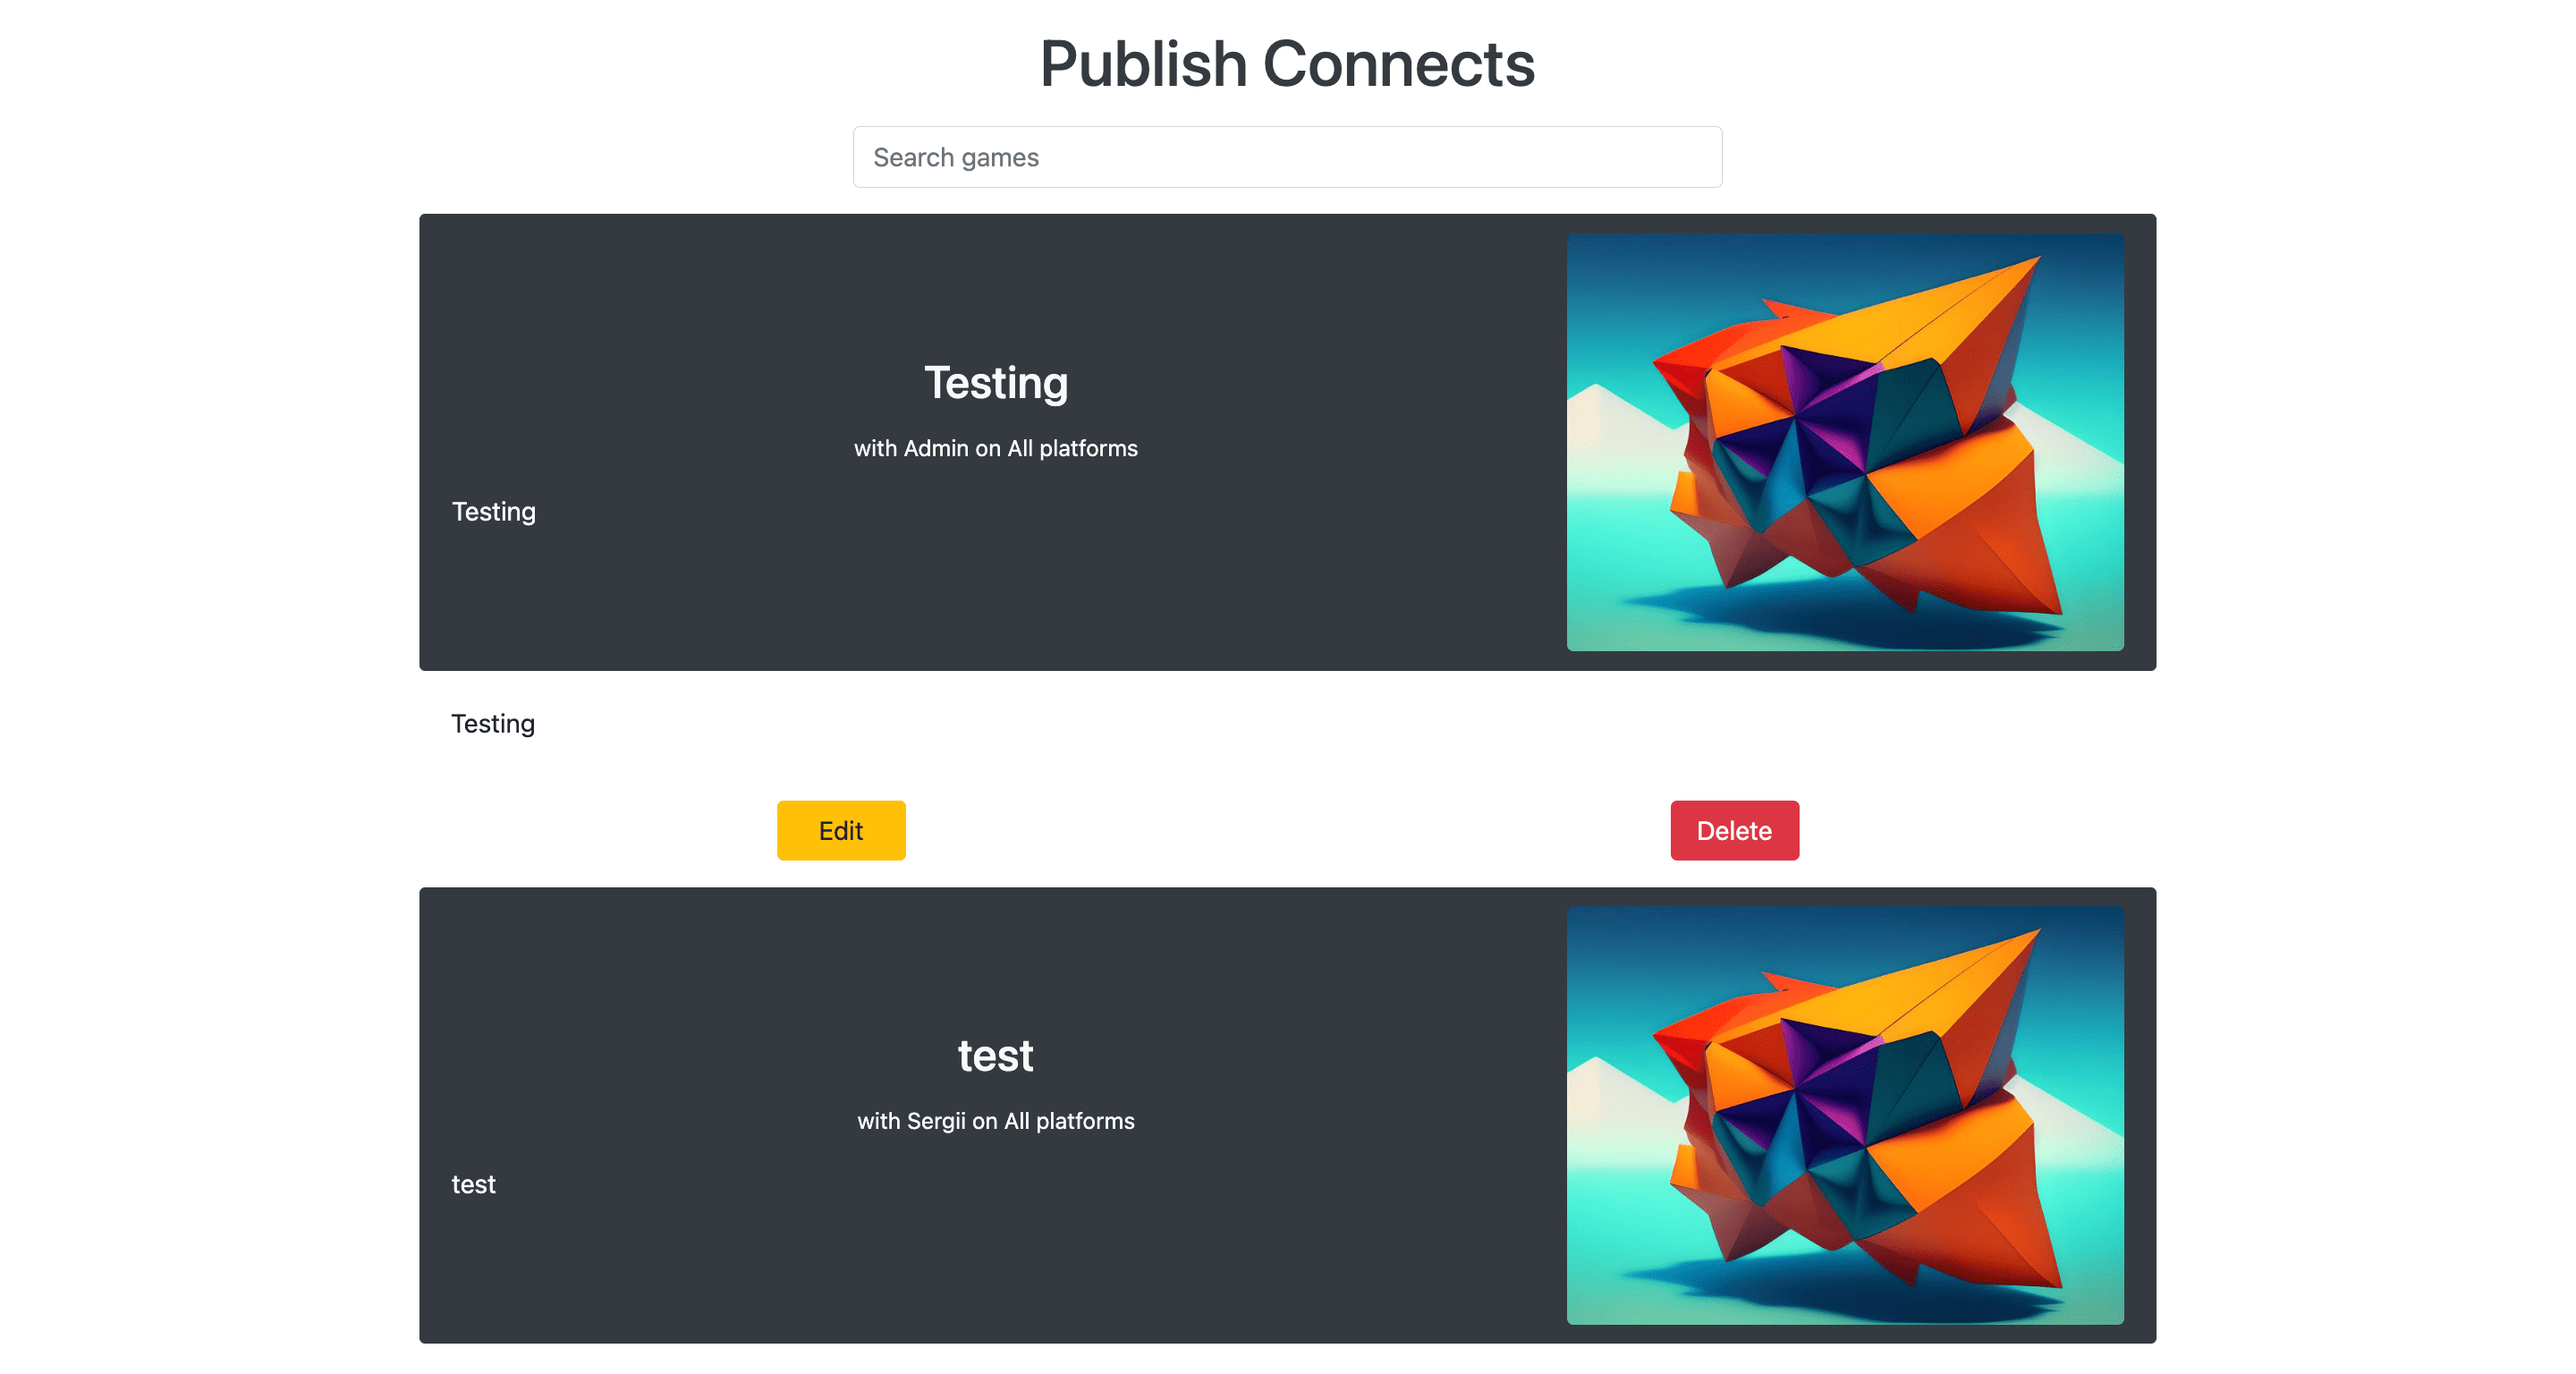 Publish Connects
Search games
Testing
with Admin on All platforms
Testing
Testing
Edit
Delete
test
with Sergii on All platforms
test